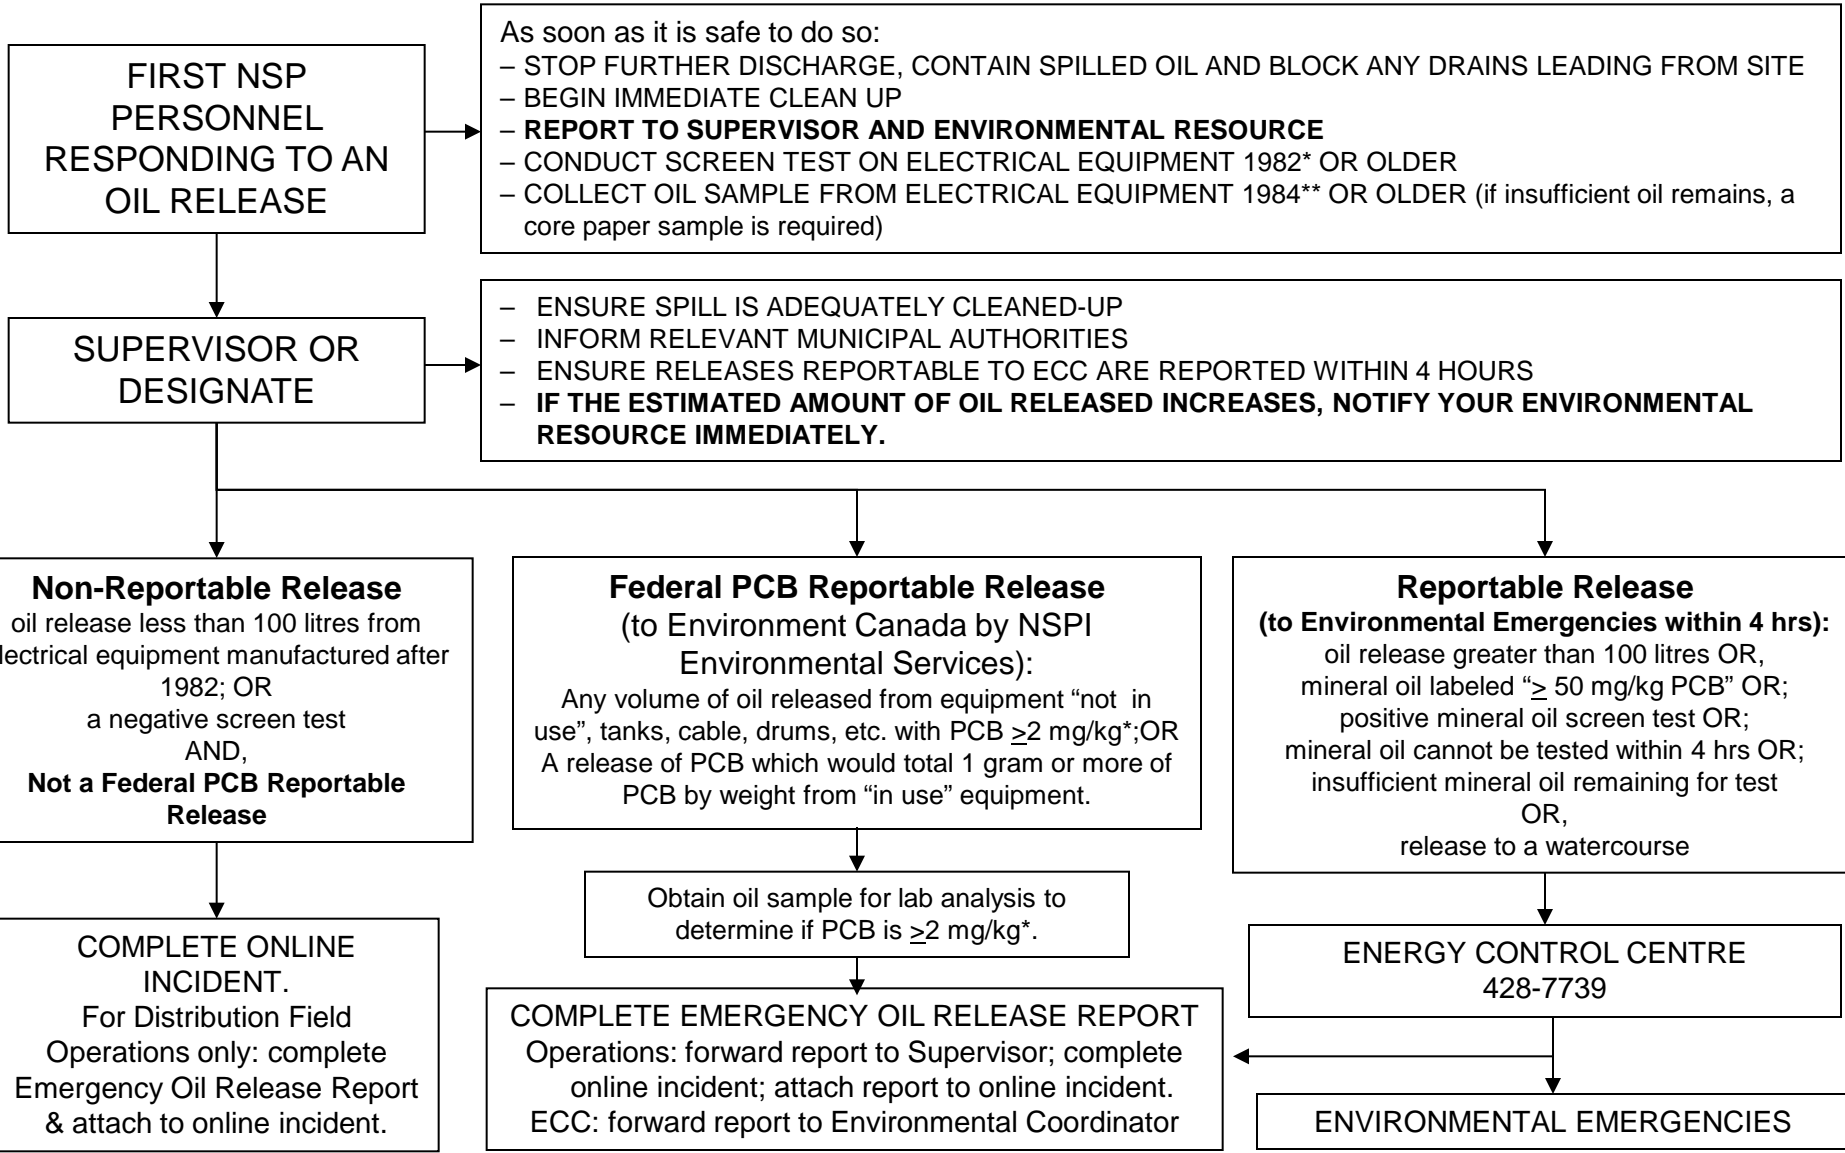 FIRST NSP
PERSONNEL
RESPONDING TO AN
OIL RELEASE
As soon as it is safe to do so:
– STOP FURTHER DISCHARGE, CONTAIN SPILLED OIL AND BLOCK ANY DRAINS LEADING FROM SITE
– BEGIN IMMEDIATE CLEAN UP
– REPORT TO SUPERVISOR AND ENVIRONMENTAL RESOURCE
– CONDUCT SCREEN TEST ON ELECTRICAL EQUIPMENT 1982* OR OLDER
– COLLECT OIL SAMPLE FROM ELECTRICAL EQUIPMENT 1984** OR OLDER (if insufficient oil remains, a
core paper sample is required)
SUPERVISOR OR
DESIGNATE
– ENSURE SPILL IS ADEQUATELY CLEANED-UP
– INFORM RELEVANT MUNICIPAL AUTHORITIES
– ENSURE RELEASES REPORTABLE TO ECC ARE REPORTED WITHIN 4 HOURS
– IF THE ESTIMATED AMOUNT OF OIL RELEASED INCREASES, NOTIFY YOUR ENVIRONMENTAL
RESOURCE IMMEDIATELY.
Non-Reportable Release
oil release less than 100 litres from
lectrical equipment manufactured after
1982; OR
a negative screen test
AND,
Not a Federal PCB Reportable
Release
COMPLETE ONLINE
INCIDENT.
For Distribution Field
Operations only: complete
Emergency Oil Release Report
& attach to online incident.
Federal PCB Reportable Release
(to Environment Canada by NSPI
Environmental Services):
Any volume of oil released from equipment “not in
use”, tanks, cable, drums, etc. with PCB ≥2 mg/kg*;OR
A release of PCB which would total 1 gram or more of
PCB by weight from “in use” equipment.
Obtain oil sample for lab analysis to
determine if PCB is ≥2 mg/kg*.
COMPLETE EMERGENCY OIL RELEASE REPORT
Operations: forward report to Supervisor; complete
online incident; attach report to online incident.
ECC: forward report to Environmental Coordinator
Reportable Release
(to Environmental Emergencies within 4 hrs):
oil release greater than 100 litres OR,
mineral oil labeled “≥ 50 mg/kg PCB” OR;
positive mineral oil screen test OR;
mineral oil cannot be tested within 4 hrs OR;
insufficient mineral oil remaining for test
OR,
release to a watercourse
ENERGY CONTROL CENTRE
428-7739
ENVIRONMENTAL EMERGENCIES